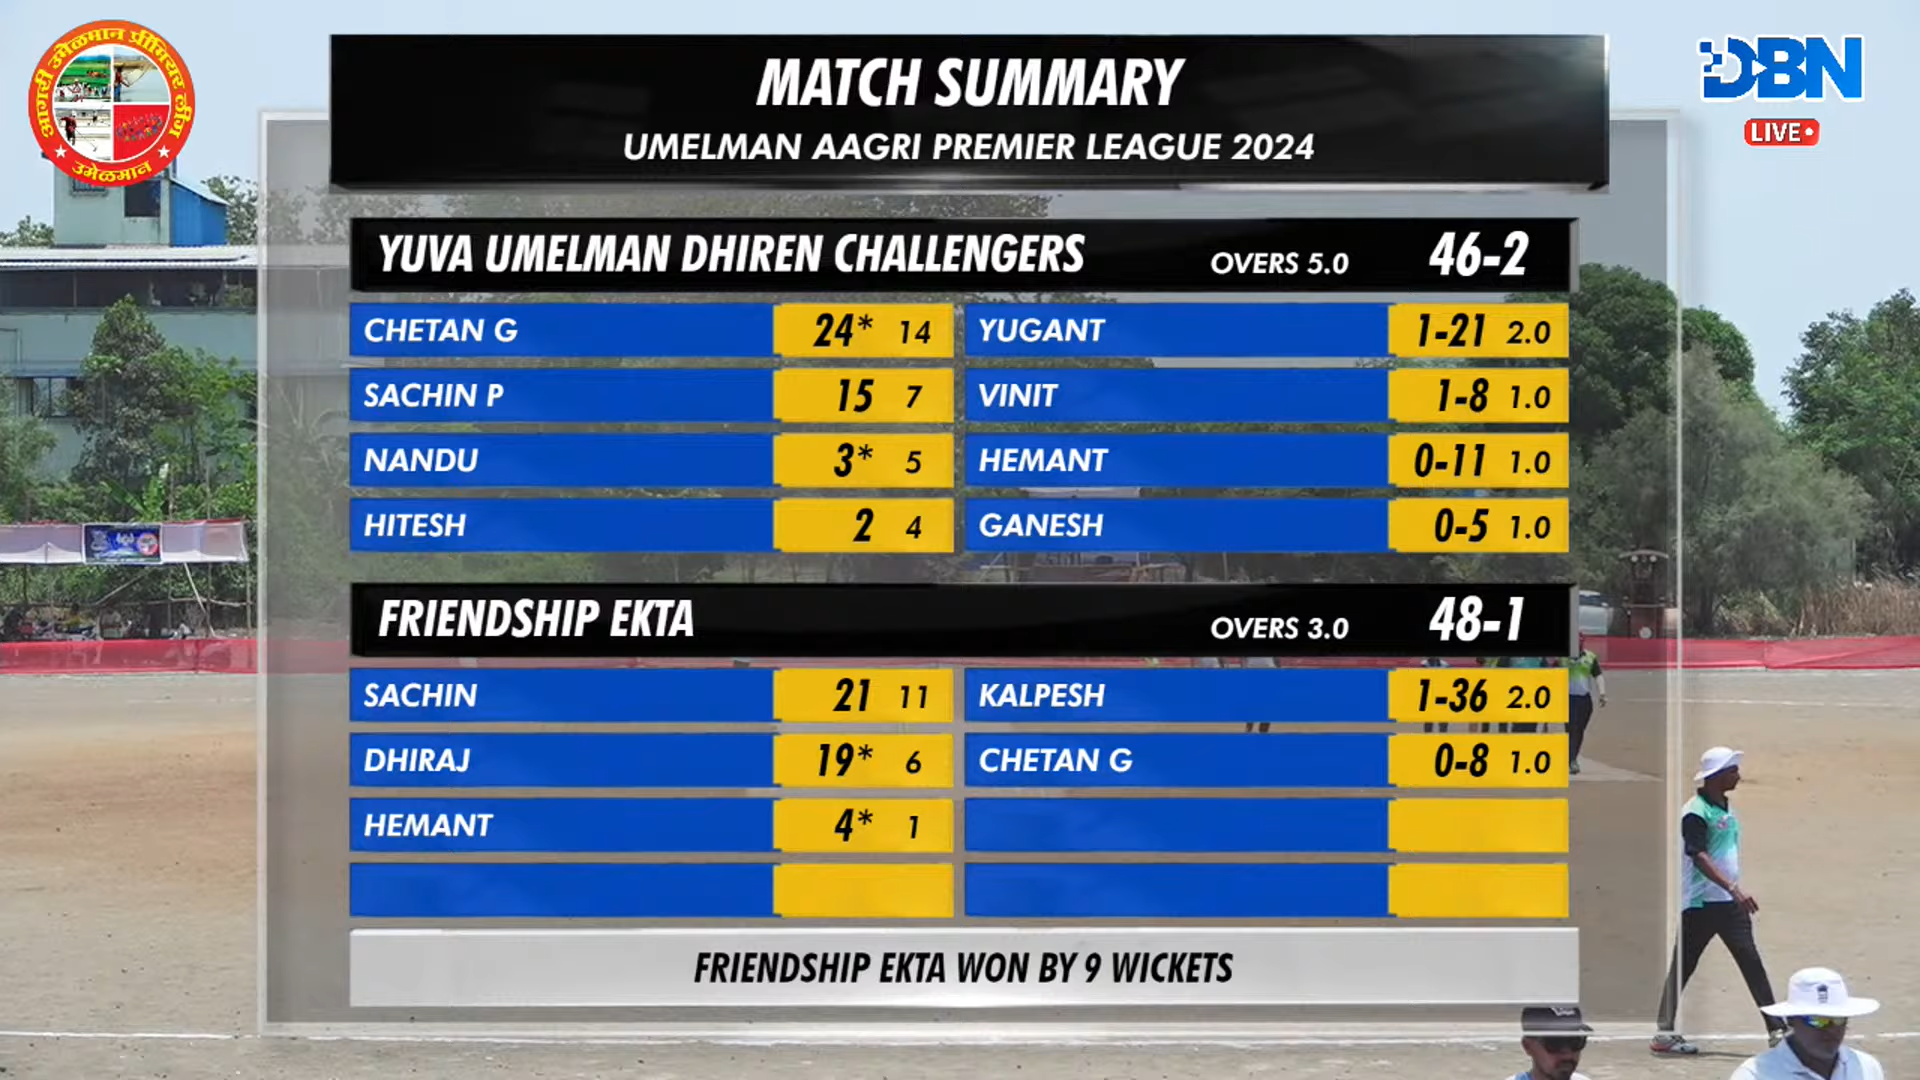 आगरी उमेळमान प्रीमियर लीग
उमेळमान
DBN
LIVE
MATCH SUMMARY
UMELMAN AAGRI PREMIER LEAGUE 2024
YUVA UMELMAN DHIREN CHALLENGERS OVERS 5.0 46-2
CHETAN G 24* 14 YUGANT 1-21 2.0
SACHIN P 15 7 VINIT 1-8 1.0
NANDU 3* 5 HEMANT 0-11 1.0
HITESH 2 4 GANESH 0-5 1.0
FRIENDSHIP EKTA OVERS 3.0 48-1
SACHIN 21 11 KALPESH 1-36 2.0
DHIRAJ 19* 6 CHETAN G 0-8 1.0
HEMANT 4* 1
FRIENDSHIP EKTA WON BY 9 WICKETS